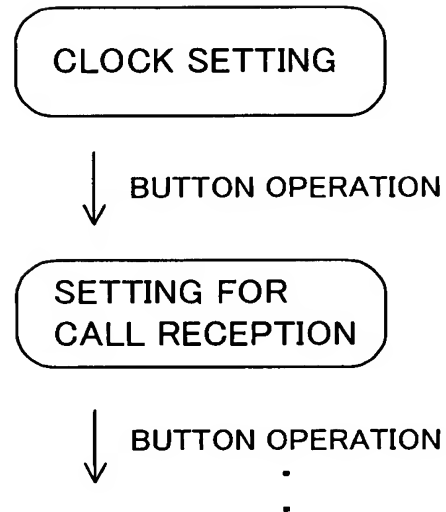 CLOCK SETTING
BUTTON OPERATION
SETTING FOR
CALL RECEPTION
BUTTON OPERATION